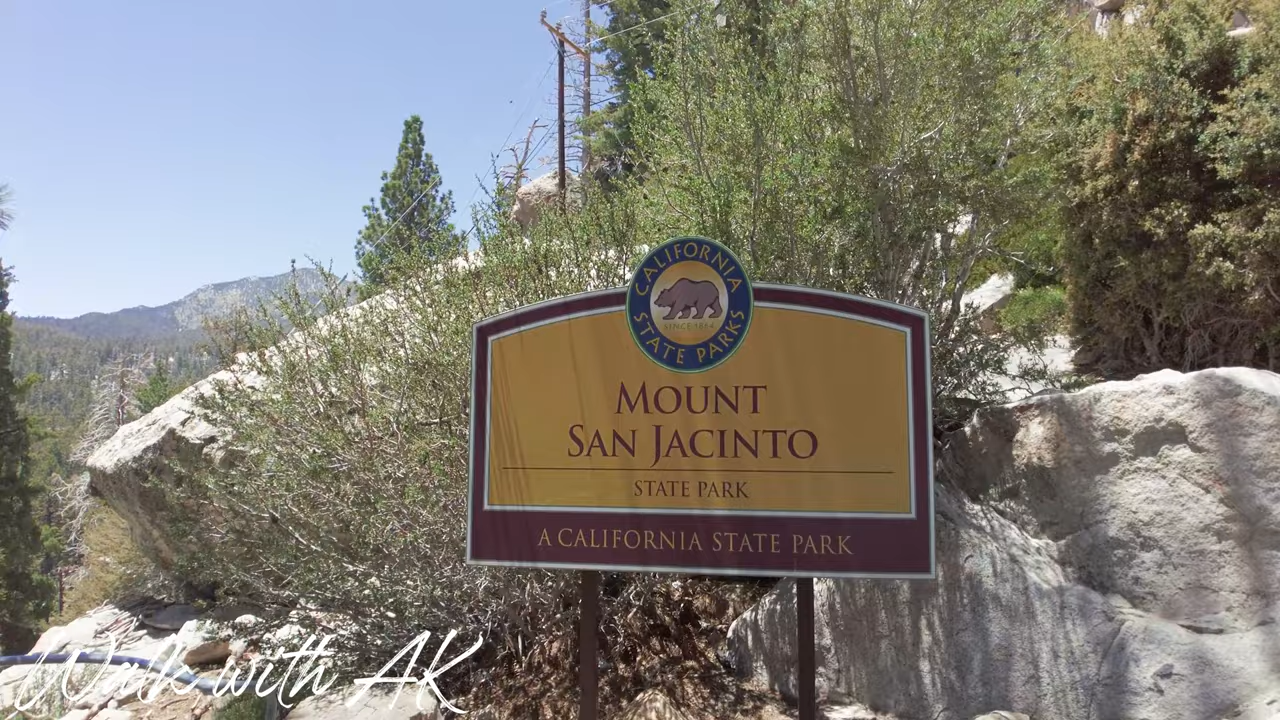 CALIFORNIA
SINCE 1864
STATE PARKS
MOUNT
SAN JACINTO
STATE PARK
A CALIFORNIA STATE PARK
Walk with AK